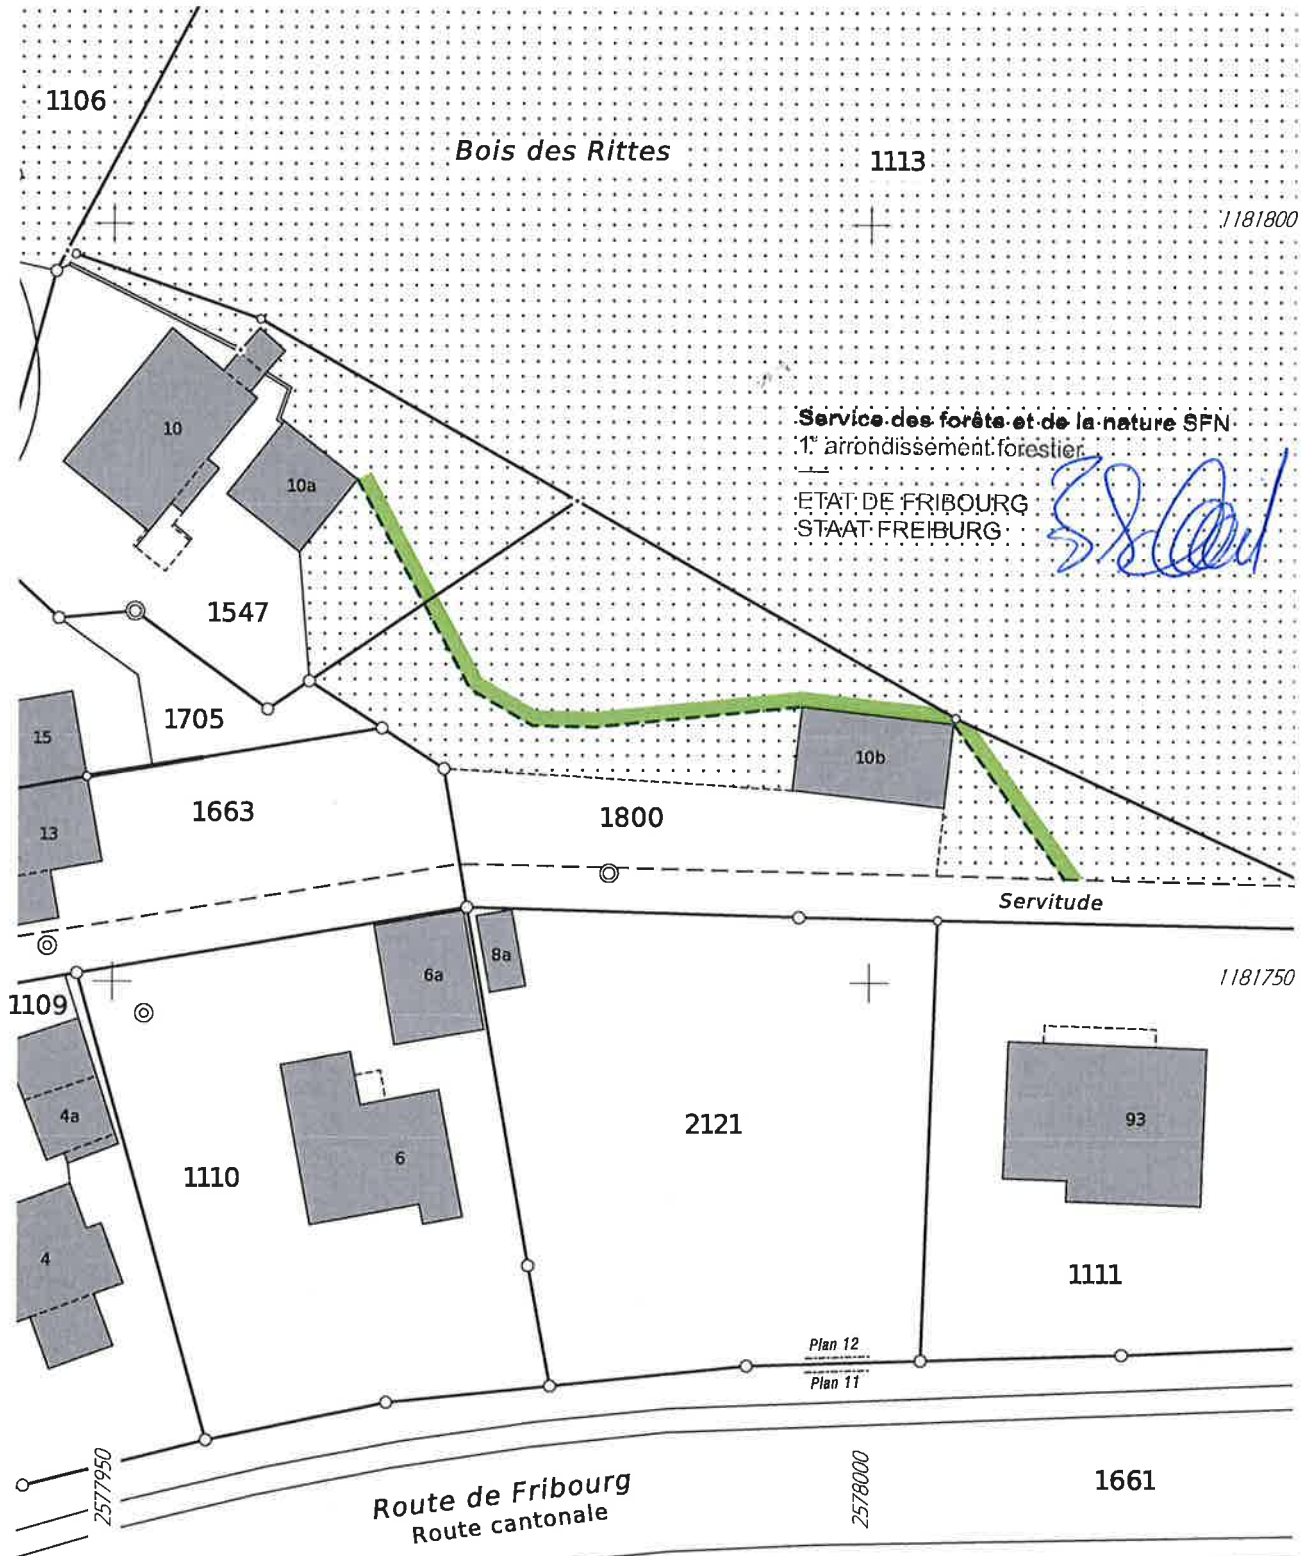 1106
Bois des Rittes
1113
1181800
Service des forêts et de la nature SFN
1er arrondissement forestier
ETAT DE FRIBOURG
STAAT FREIBURG
10
10a
1547
1705
15
10b
1663
1800
13
Servitude
6a
8a
1181750
1109
4a
2121
93
6
1110
4
1111
Plan 12
Plan 11
2577950
2578000
Route de Fribourg
Route cantonale
1661